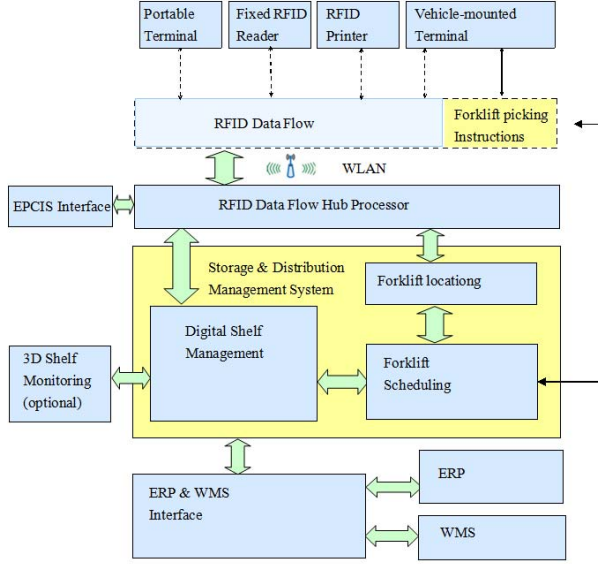 Portable
Terminal
Fixed RFID
Reader
RFID
Printer
Vehicle-mounted
Terminal
RFID Data Flow
Forklift picking
Instructions
WLAN
EPCIS Interface
RFID Data Flow Hub Processor
Storage & Distribution
Management System
Forklift locationg
Digital Shelf
Management
3D Shelf
Monitoring
(optional)
Forklift
Scheduling
ERP & WMS
Interface
ERP
WMS